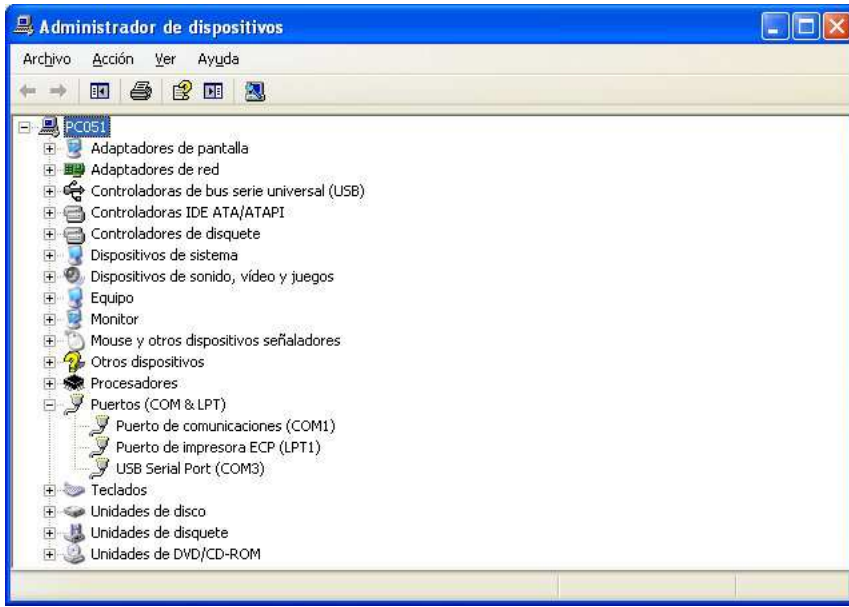 Administrador de dispositivos
Archivo Acción Ver Ayuda
PC051
Adaptadores de pantalla
Adaptadores de red
Controladoras de bus serie universal (USB)
Controladoras IDE ATA/ATAPI
Controladores de disquete
Dispositivos de sistema
Dispositivos de sonido, vídeo y juegos
Equipo
Monitor
Mouse y otros dispositivos señaladores
Otros dispositivos
Procesadores
Puertos (COM & LPT)
Puerto de comunicaciones (COM1)
Puerto de impresora ECP (LPT1)
USB Serial Port (COM3)
Teclados
Unidades de disco
Unidades de disquete
Unidades de DVD/CD-ROM